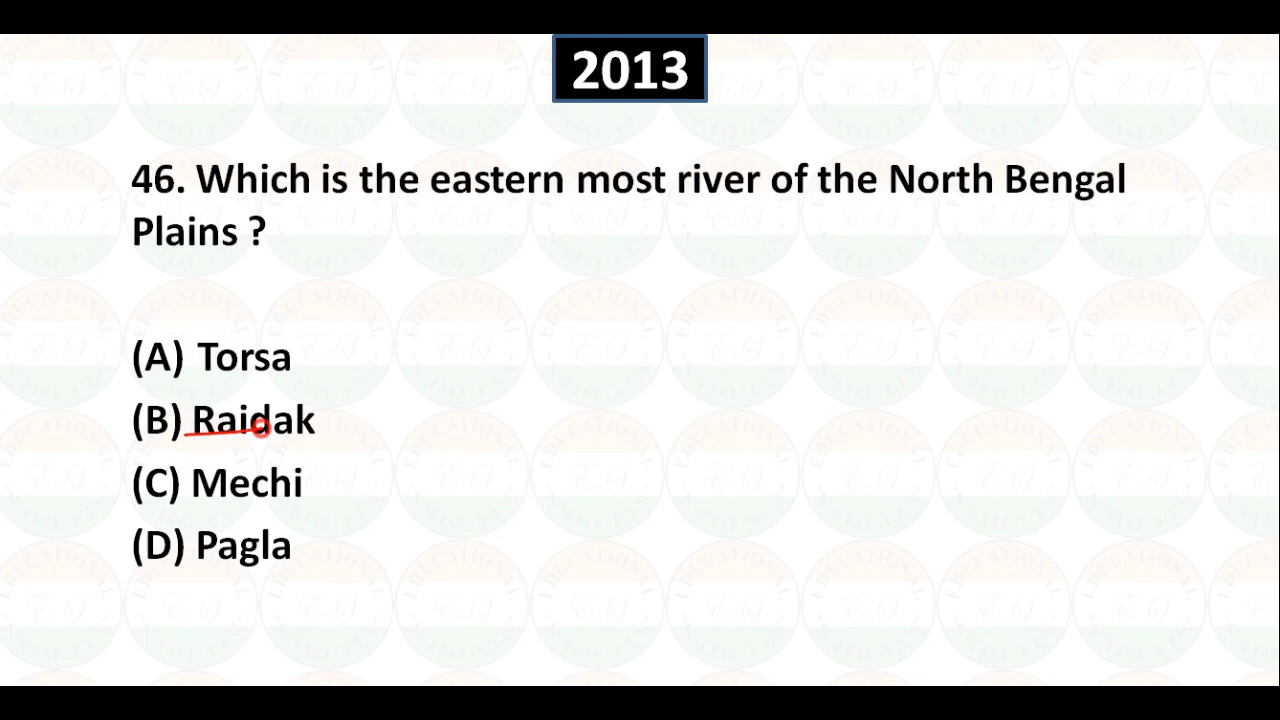 2013
46. Which is the eastern most river of the North Bengal
Plains ?
(A) Torsa
(B) Raidak
(C) Mechi
(D) Pagla